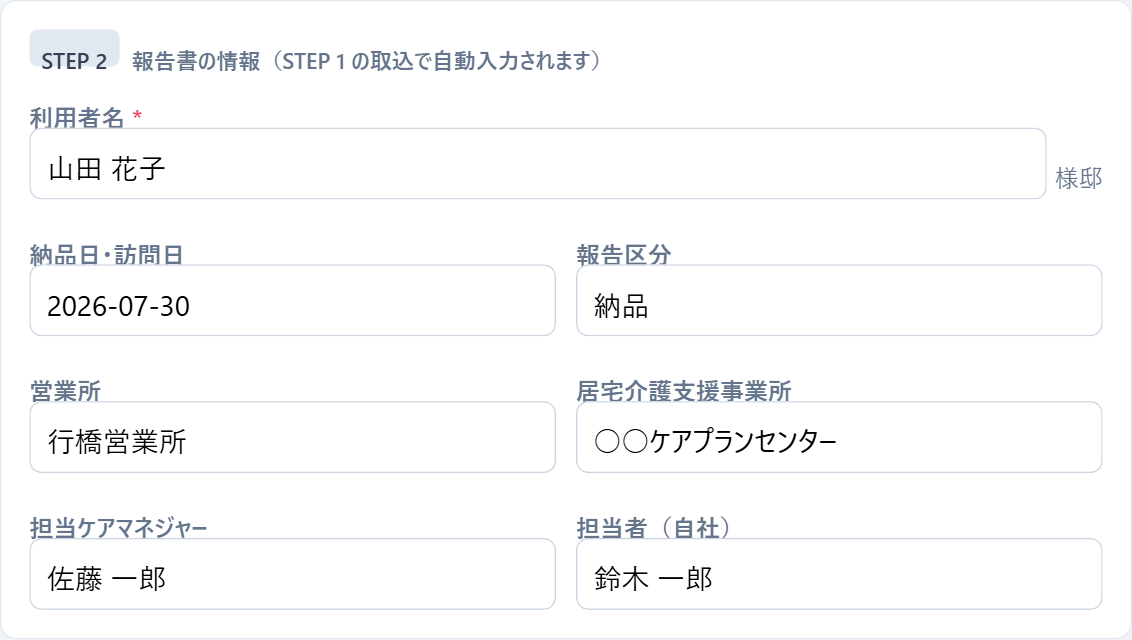 STEP 2 報告書の情報（STEP 1 の取込で自動入力されます）
利用者名 *
山田 花子 様邸
納品日・訪問日 報告区分
2026-07-30 納品
営業所 居宅介護支援事業所
行橋営業所 〇〇ケアプランセンター
担当ケアマネジャー 担当者（自社）
佐藤 一郎 鈴木 一郎